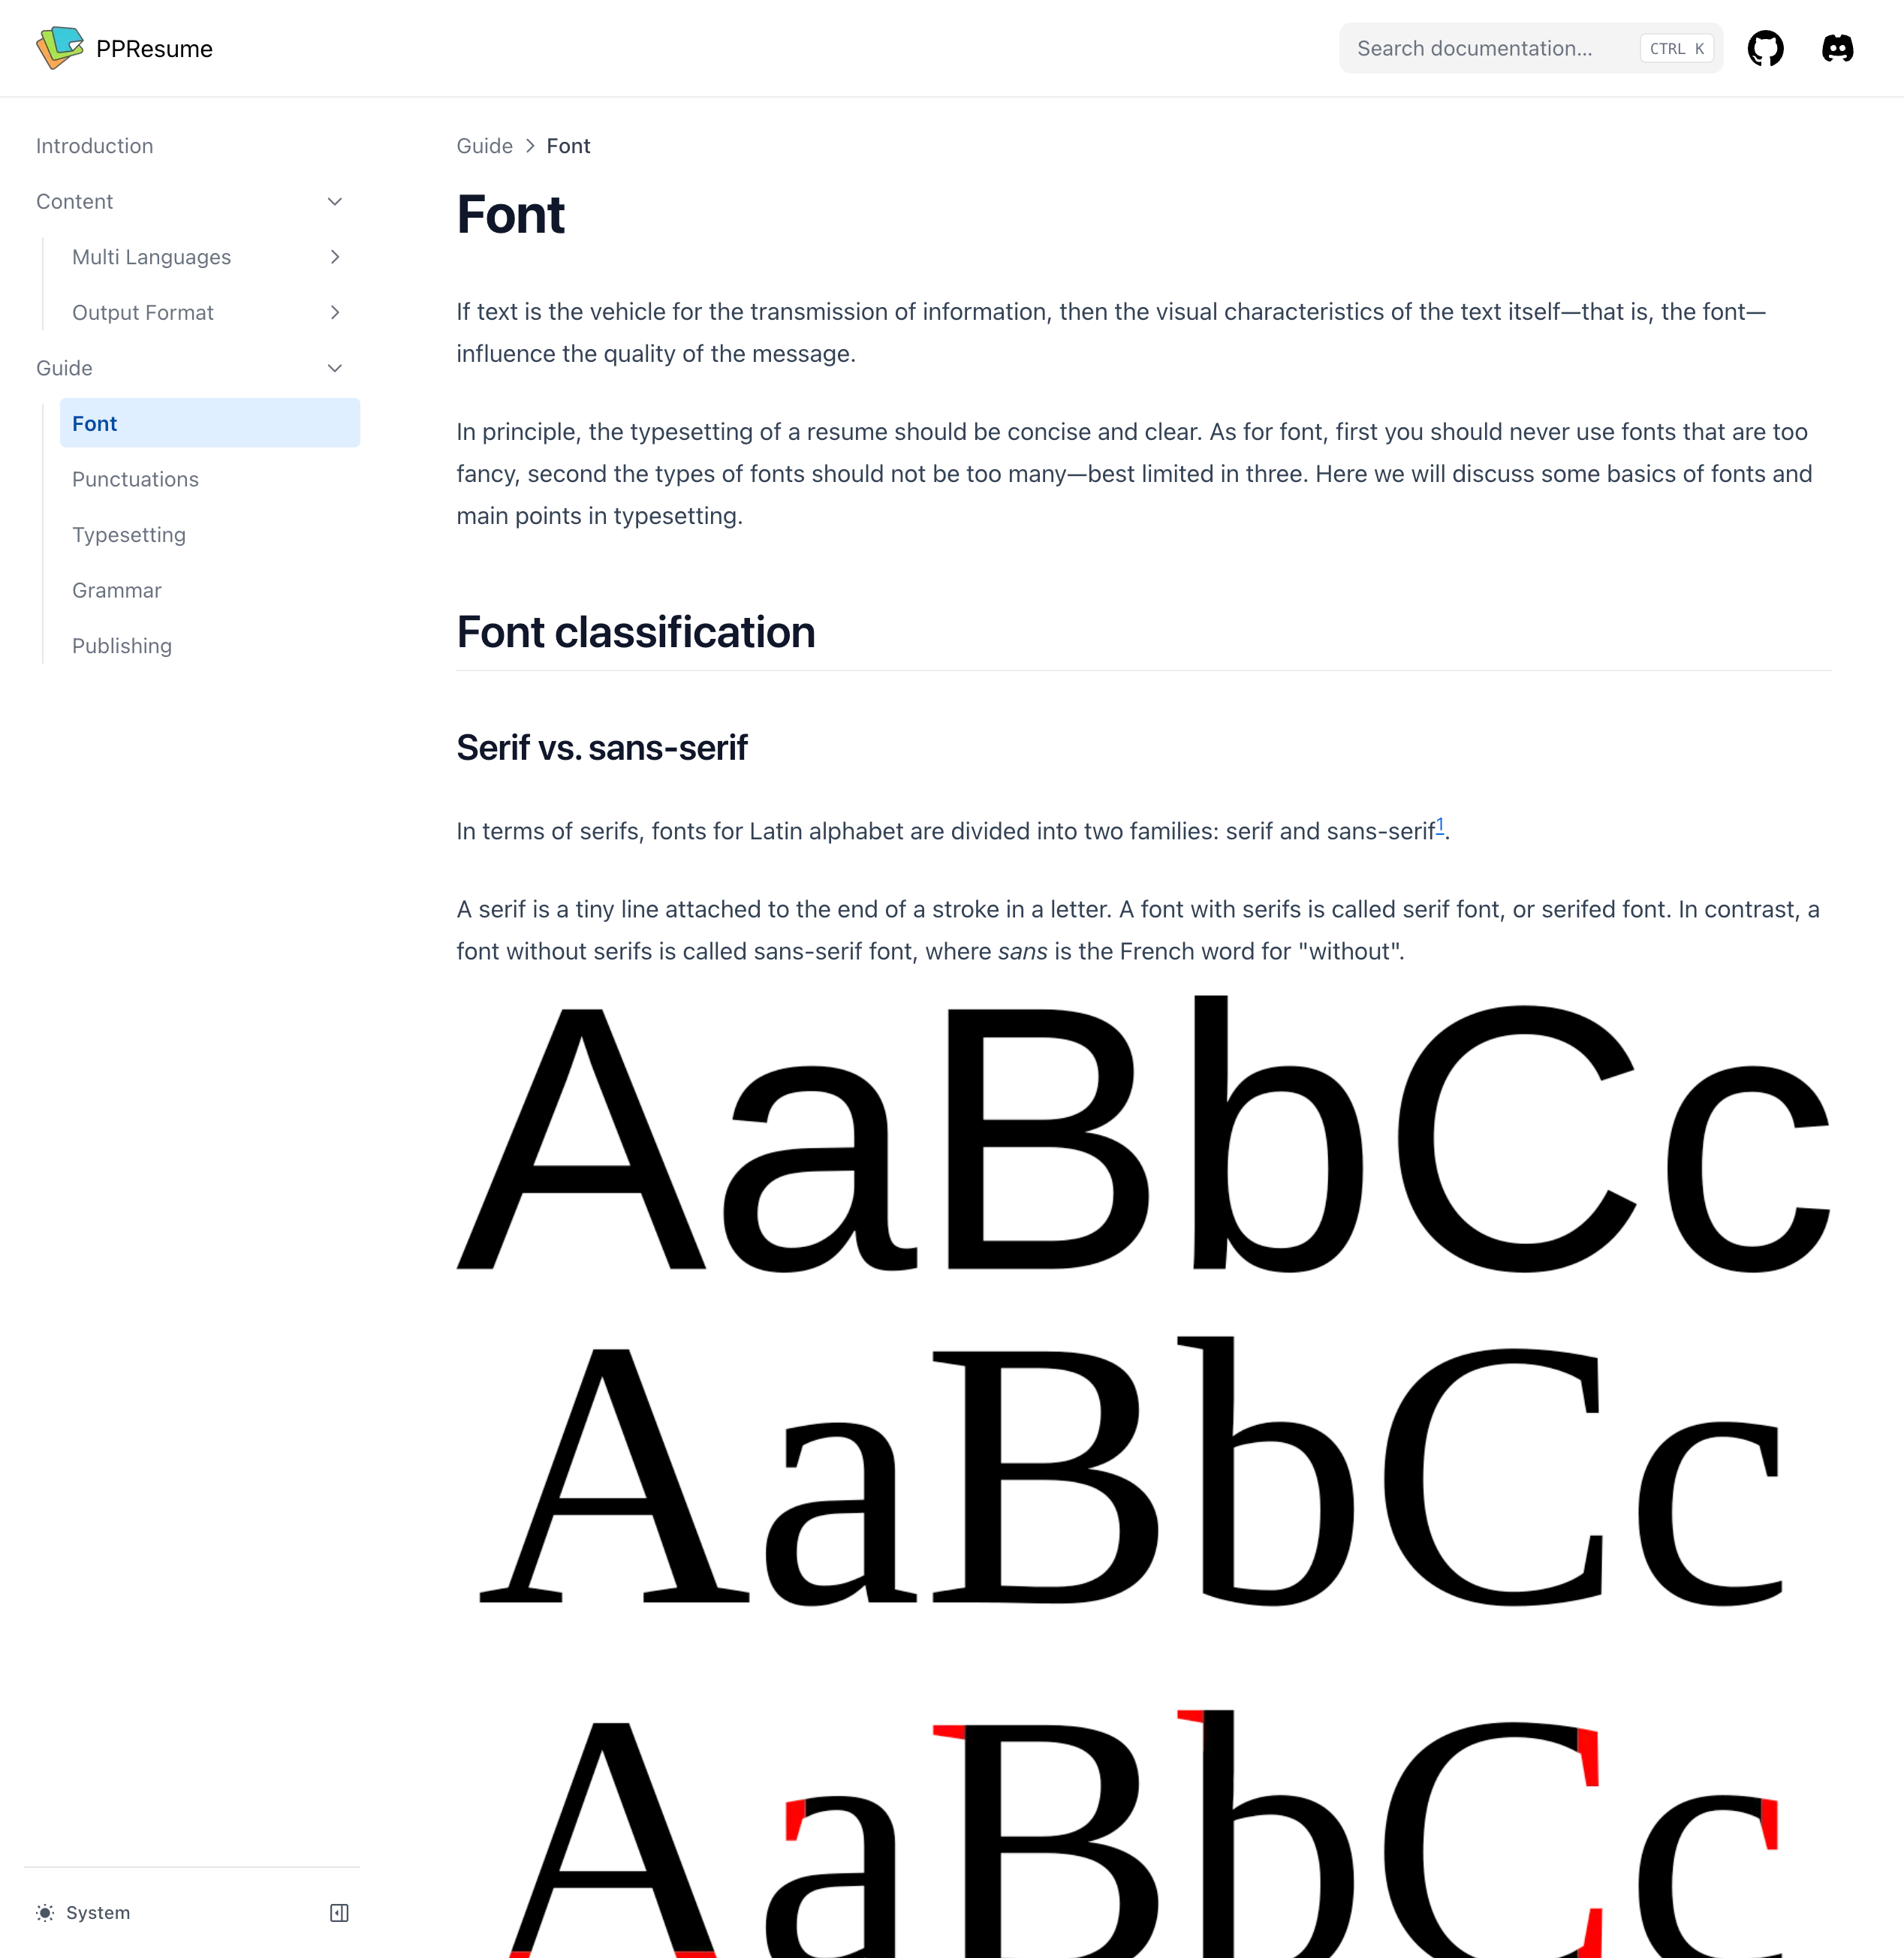 PPResume
Search documentation...
CTRL K
Introduction
Content
Multi Languages
Output Format
Guide
Font
Punctuations
Typesetting
Grammar
Publishing
System
Guide > Font
Font
If text is the vehicle for the transmission of information, then the visual characteristics of the text itself—that is, the font—
influence the quality of the message.
In principle, the typesetting of a resume should be concise and clear. As for font, first you should never use fonts that are too
fancy, second the types of fonts should not be too many—best limited in three. Here we will discuss some basics of fonts and
main points in typesetting.
Font classification
Serif vs. sans-serif
In terms of serifs, fonts for Latin alphabet are divided into two families: serif and sans-serif1.
A serif is a tiny line attached to the end of a stroke in a letter. A font with serifs is called serif font, or serifed font. In contrast, a
font without serifs is called sans-serif font, where sans is the French word for "without".
AaBbCc
AaBbCc
AaBbCc